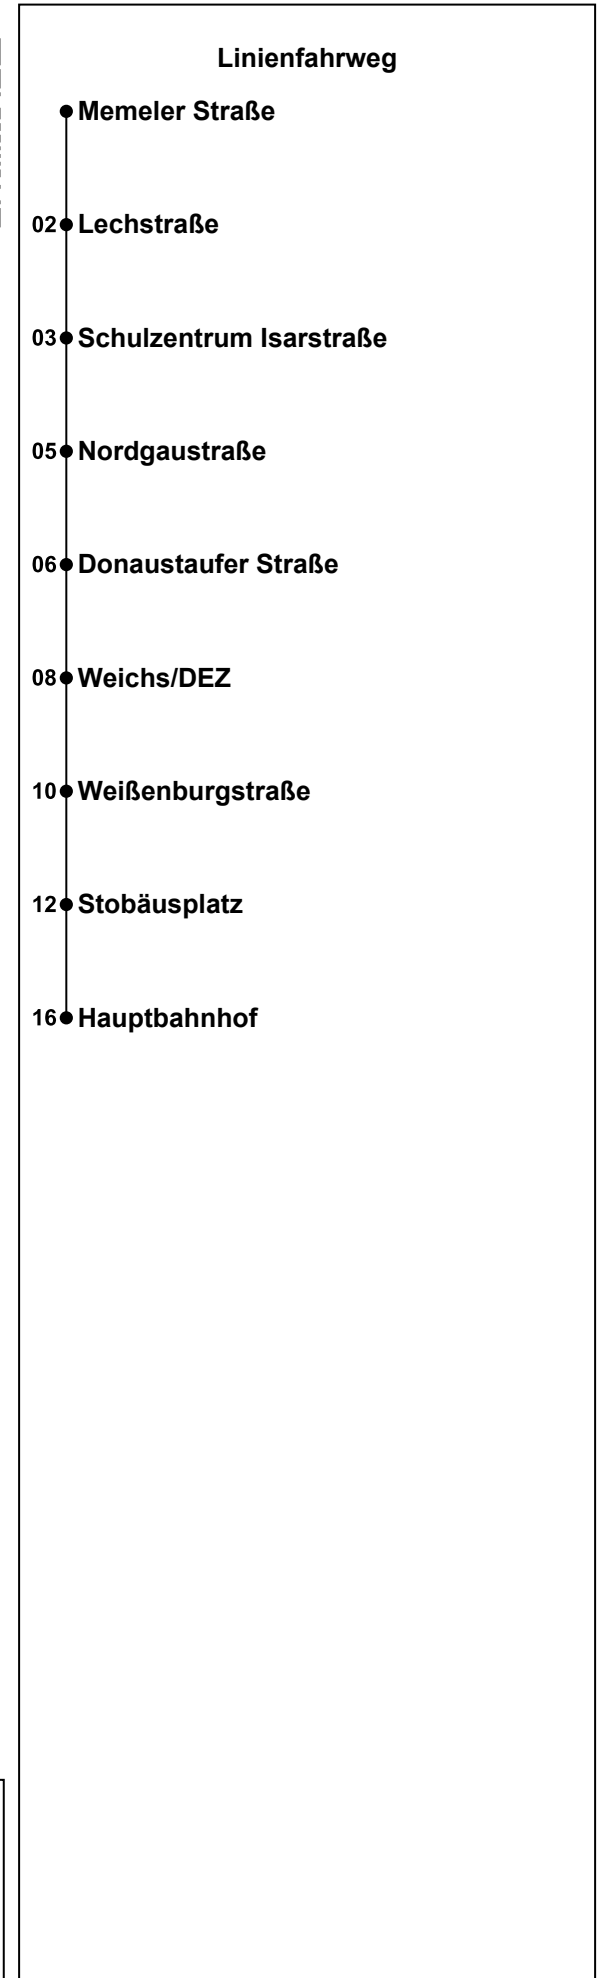 Linienfahrweg
Memeler Straße
02 Lechstraße
03 Schulzentrum Isarstraße
05 Nordgaustraße
06 Donaustaufer Straße
08 Weichs/DEZ
10 Weißenburgstraße
12 Stobäusplatz
16 Hauptbahnhof